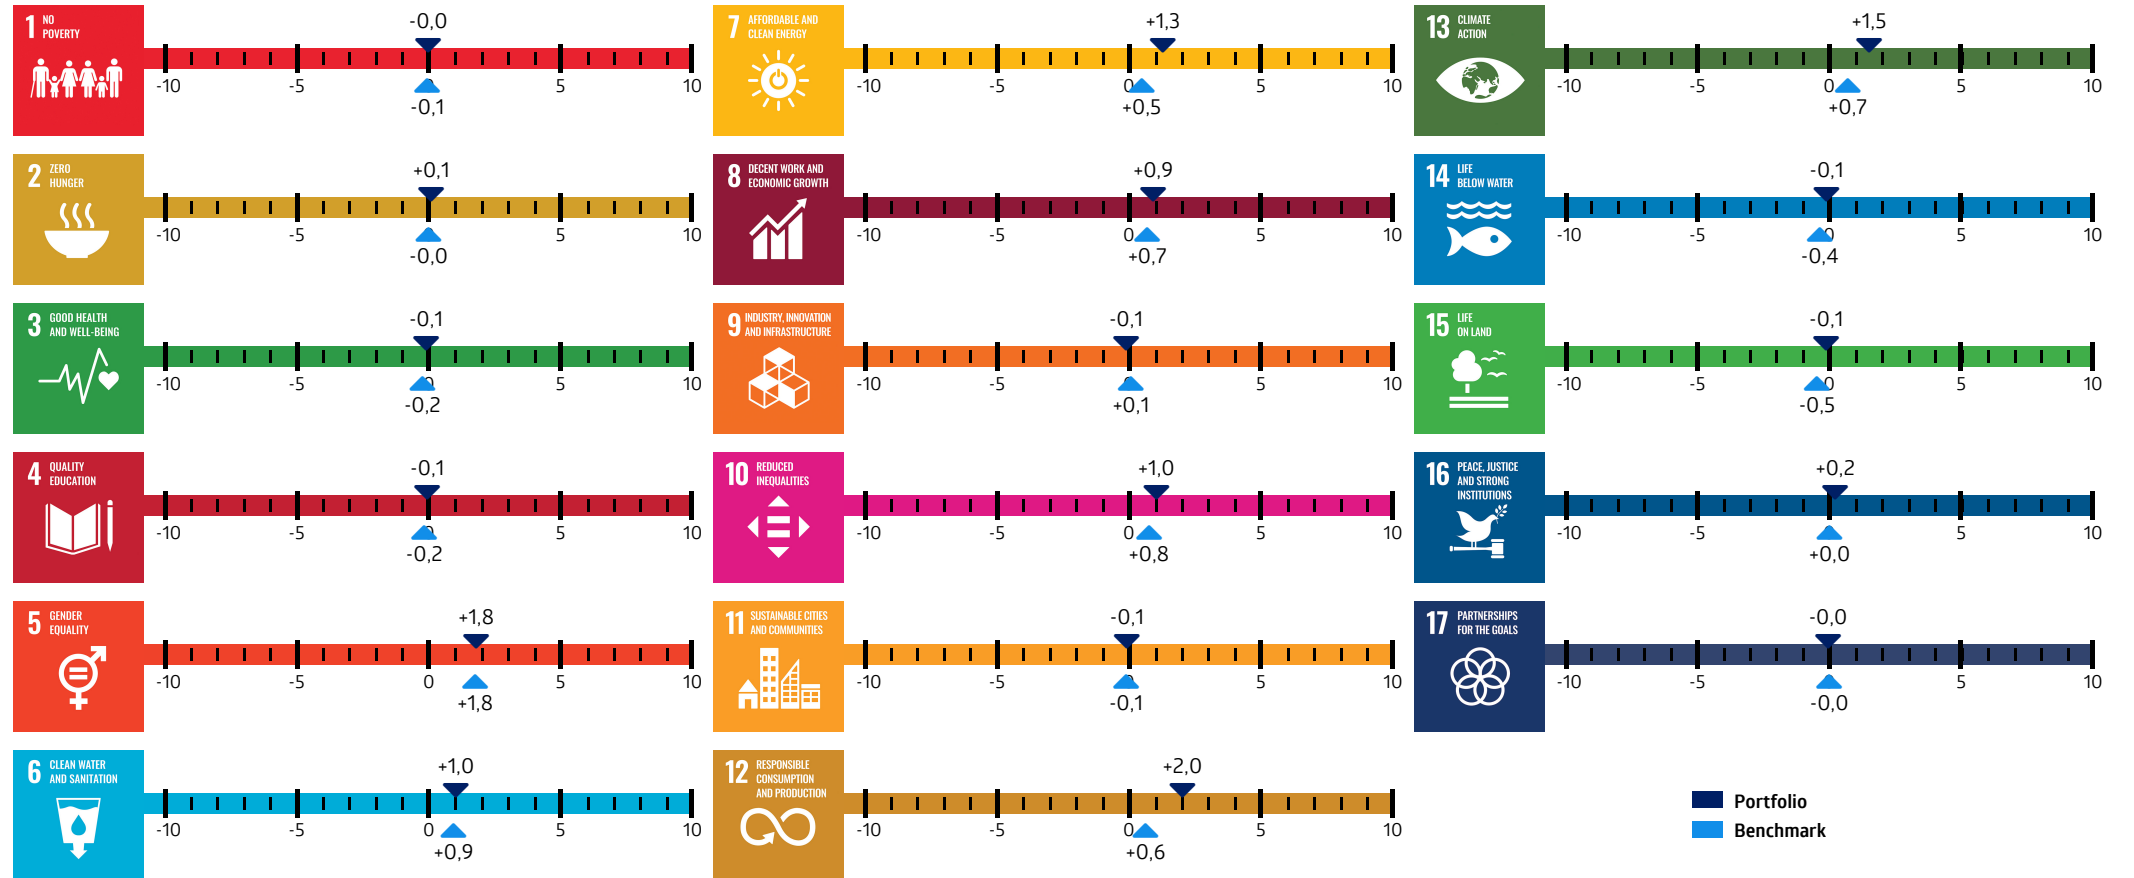 1 NO
POVERTY
-0,0
-10 -5 0 5 10
-0,1
2 ZERO
HUNGER
+0,1
-10 -5 0 5 10
-0,0
3 GOOD HEALTH
AND WELL-BEING
-0,1
-10 -5 0 5 10
-0,2
4 QUALITY
EDUCATION
-0,1
-10 -5 0 5 10
-0,2
5 GENDER
EQUALITY
+1,8
-10 -5 0 5 10
+1,8
6 CLEAN WATER
AND SANITATION
+1,0
-10 -5 0 5 10
+0,9
7 AFFORDABLE AND
CLEAN ENERGY
+1,3
-10 -5 0 5 10
+0,5
8 DECENT WORK AND
ECONOMIC GROWTH
+0,9
-10 -5 0 5 10
+0,7
9 INDUSTRY, INNOVATION
AND INFRASTRUCTURE
-0,1
-10 -5 0 5 10
+0,1
10 REDUCED
INEQUALITIES
+1,0
-10 -5 0 5 10
+0,8
11 SUSTAINABLE CITIES
AND COMMUNITIES
-0,1
-10 -5 0 5 10
-0,1
12 RESPONSIBLE
CONSUMPTION
AND PRODUCTION
+2,0
-10 -5 0 5 10
+0,6
13 CLIMATE
ACTION
+1,5
-10 -5 0 5 10
+0,7
14 LIFE
BELOW WATER
-0,1
-10 -5 0 5 10
-0,4
15 LIFE
ON LAND
-0,1
-10 -5 0 5 10
-0,5
16 PEACE, JUSTICE
AND STRONG
INSTITUTIONS
+0,2
-10 -5 0 5 10
+0,0
17 PARTNERSHIPS
FOR THE GOALS
-0,0
-10 -5 0 5 10
-0,0
Portfolio
Benchmark